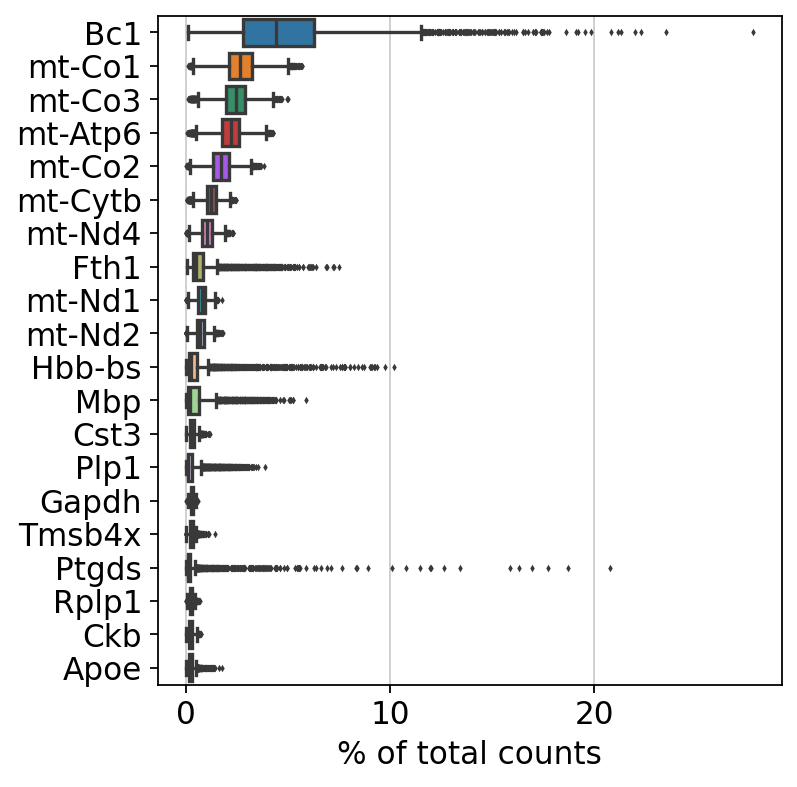 Bc1
mt-Co1
mt-Co3
mt-Atp6
mt-Co2
mt-Cytb
mt-Nd4
Fth1
mt-Nd1
mt-Nd2
Hbb-bs
Mbp
Cst3
Plp1
Gapdh
Tmsb4x
Ptgds
Rplp1
Ckb
Apoe
0 10 20
% of total counts